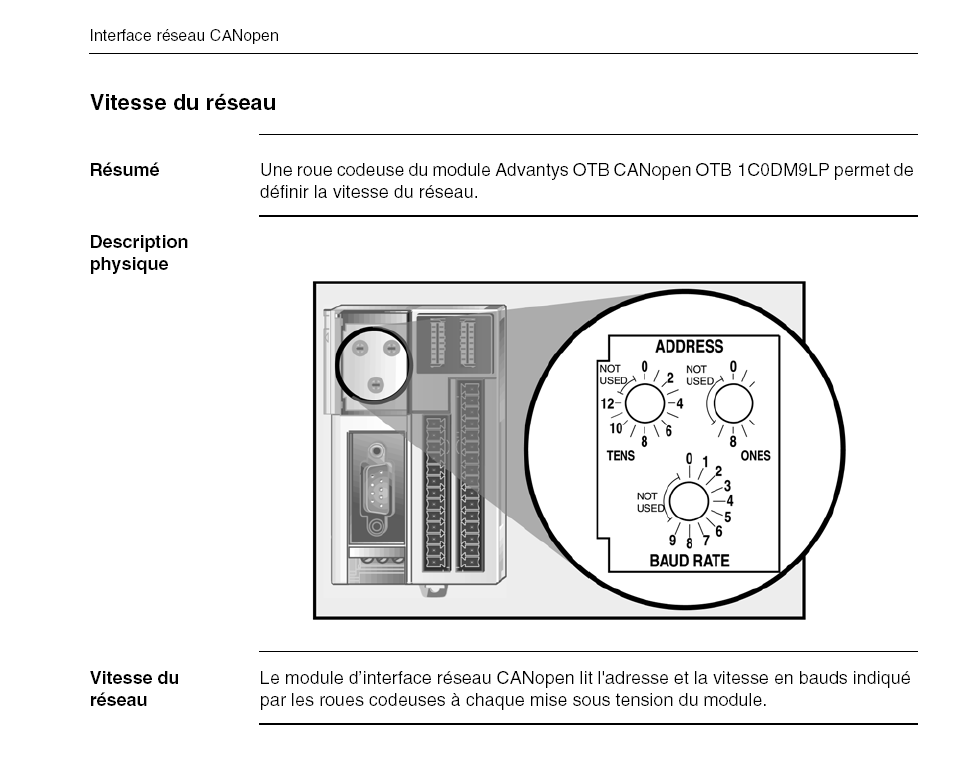 Interface réseau CANopen
Vitesse du réseau
Résumé
Une roue codeuse du module Advantys OTB CANopen OTB 1C0DM9LP permet de
définir la vitesse du réseau.
Description
physique
ADDRESS
NOT
USED
0
2
4
6
8
10
12
TENS
NOT
USED
0
8
ONES
NOT
USED
0
1
2
3
4
5
6
7
8
9
BAUD RATE
Vitesse du
réseau
Le module d'interface réseau CANopen lit l'adresse et la vitesse en bauds indiqué
par les roues codeuses à chaque mise sous tension du module.